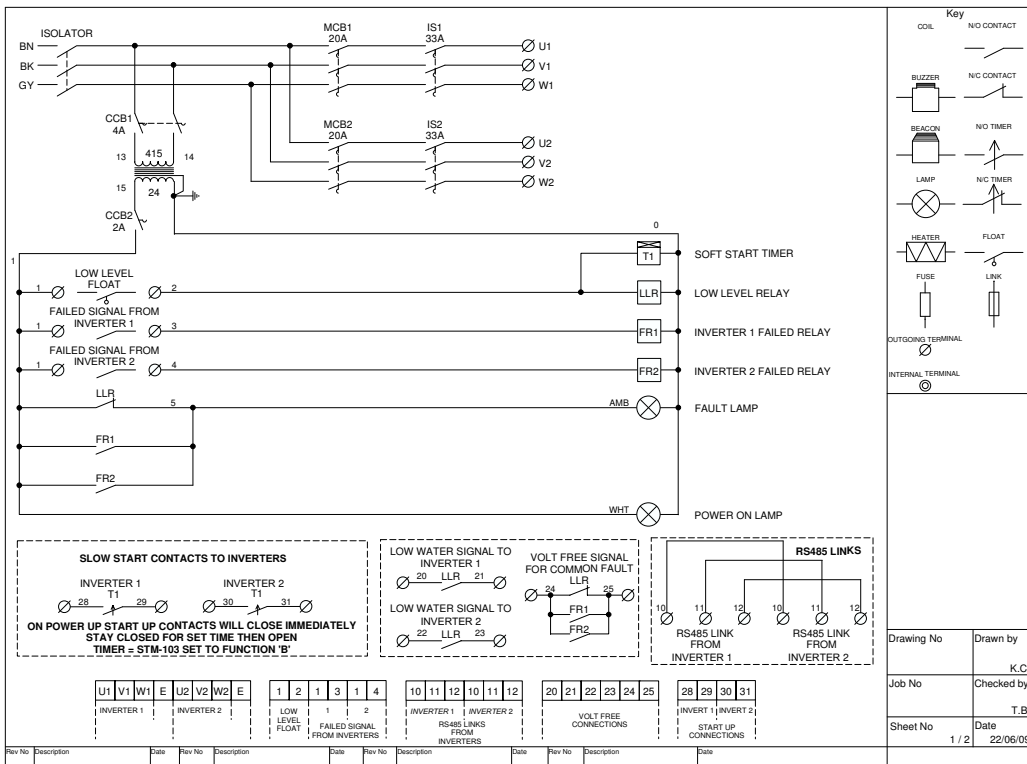 ISOLATOR
BN
BK
GY
MCB1
20A
IS1
33A
U1
V1
W1
CCB1
4A
MCB2
20A
IS2
33A
U2
V2
W2
13
415
14
15
24
CCB2
2A
0
1
T1
SOFT START TIMER
LOW LEVEL
FLOAT
1
2
LLR
LOW LEVEL RELAY
FAILED SIGNAL FROM
INVERTER 1
1
3
FR1
INVERTER 1 FAILED RELAY
FAILED SIGNAL FROM
INVERTER 2
1
4
FR2
INVERTER 2 FAILED RELAY
LLR
5
AMB
FAULT LAMP
FR1
FR2
WHT
POWER ON LAMP
SLOW START CONTACTS TO INVERTERS
INVERTER 1
T1
28
29
INVERTER 2
T1
30
31
ON POWER UP START UP CONTACTS WILL CLOSE IMMEDIATELY
STAY CLOSED FOR SET TIME THEN OPEN
TIMER = STM-103 SET TO FUNCTION 'B'
LOW WATER SIGNAL TO
INVERTER 1
20 LLR 21
LOW WATER SIGNAL TO
INVERTER 2
22 LLR 23
VOLT FREE SIGNAL
FOR COMMON FAULT
LLR
24
25
FR1
FR2
RS485 LINKS
10 11 12 10 11 12
RS485 LINK
FROM
INVERTER 1
RS485 LINK
FROM
INVERTER 2
U1 V1 W1 E U2 V2 W2 E
INVERTER 1
INVERTER 2
1 2 1 3 1 4
LOW
LEVEL
FLOAT
1
2
FAILED SIGNAL
FROM INVERTERS
10 11 12 10 11 12
INVERTER 1
INVERTER 2
RS485 LINKS
FROM
INVERTERS
20 21 22 23 24 25
VOLT FREE
CONNECTIONS
28 29 30 31
INVERT 1
INVERT 2
START UP
CONNECTIONS
Rev No Description Date Rev No Description Date Rev No Description Date Rev No Description Date
Key
COIL
N/O CONTACT
BUZZER
N/C CONTACT
BEACON
N/O TIMER
LAMP
N/C TIMER
HEATER
FLOAT
FUSE
LINK
OUTGOING TERMINAL
INTERNAL TERMINAL
Drawing No
Drawn by
K.C
Job No
Checked by
T.B
Sheet No
1 / 2
Date
22/06/09